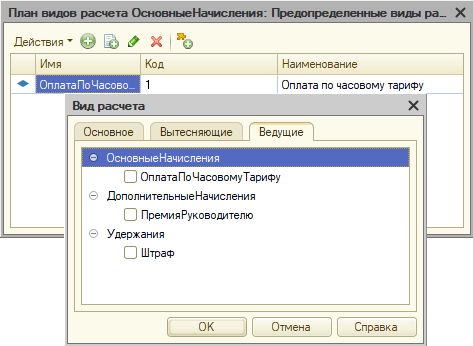 План видов расчета ОсновныеНачисления: Предопределенные виды ра...
Действия
Имя Код Наименование
ОплатаПоЧасово... 1 Оплата по часовому тарифу
Вид расчета
Основное Вытесняющие Ведущие
ОсновныеНачисления
ОплатаПоЧасовомуТарифу
ДополнительныеНачисления
ПремияРуководителю
Удержания
Штраф
OK Отмена Справка